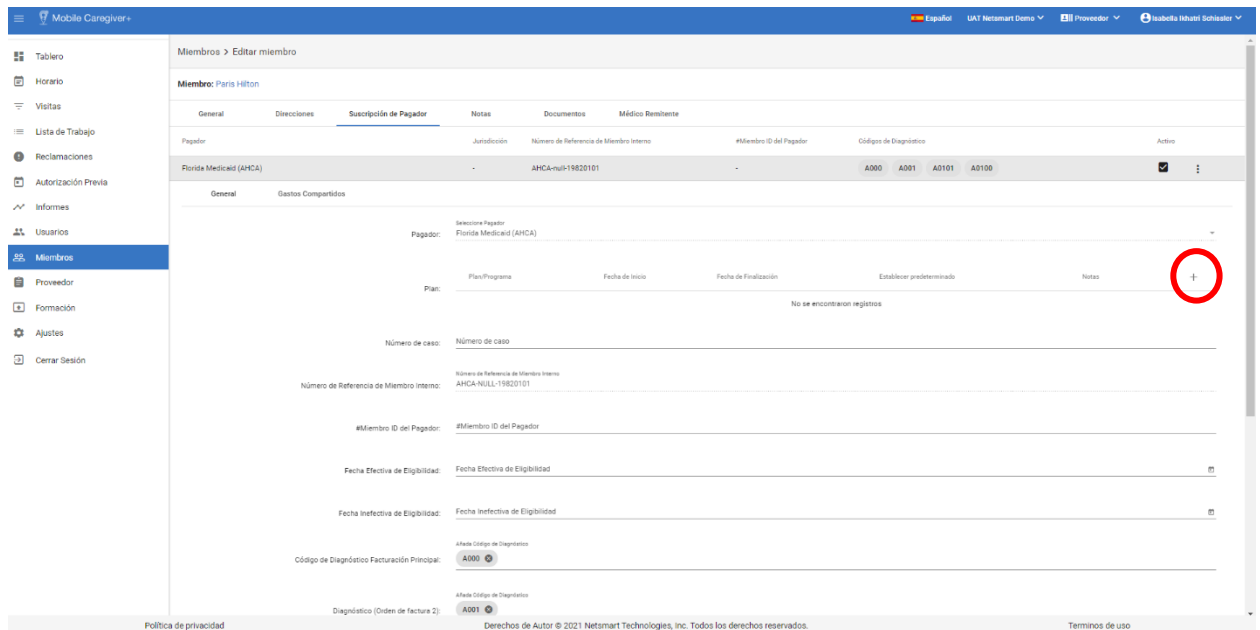 Mobile Caregiver+ Español UAT Netsmart Demo Proveedor Isabella Ikhatri Schissler
Tablero
Horario
Visitas
Lista de Trabajo
Reclamaciones
Autorización Previa
Informes
Usuarios
Miembros
Proveedor
Formación
Ajustes
Cerrar Sesión
Miembros > Editar miembro
Miembro: Paris Hilton
General Direcciones Suscripción de Pagador Notas Documentos Médico Remitente
Pagador Jurisdicción Número de Referencia de Miembro Interno #Miembro ID del Pagador Códigos de Diagnóstico Activo
Florida Medicaid (AHCA) - AHCA-null-19820101 - A000 A001 A0101 A0100
General Gastos Compartidos
Seleccione Pagador
Pagador: Florida Medicaid (AHCA)
Plan/Programa Fecha de Inicio Fecha de Finalización Establecer predeterminado Notas +
Plan:
No se encontraron registros
Número de caso: Número de caso
Número de Referencia de Miembro Interno
Número de Referencia de Miembro Interno: AHCA-NULL-19820101
#Miembro ID del Pagador: #Miembro ID del Pagador
Fecha Efectiva de Eligibilidad: Fecha Efectiva de Eligibilidad
Fecha Inefectiva de Eligibilidad: Fecha Inefectiva de Eligibilidad
Añada Código de Diagnóstico
Código de Diagnóstico Facturación Principal: A000
Añada Código de Diagnóstico
Diagnóstico (Orden de factura 2): A001
Política de privacidad Derechos de Autor © 2021 Netsmart Technologies, Inc. Todos los derechos reservados. Terminos de uso